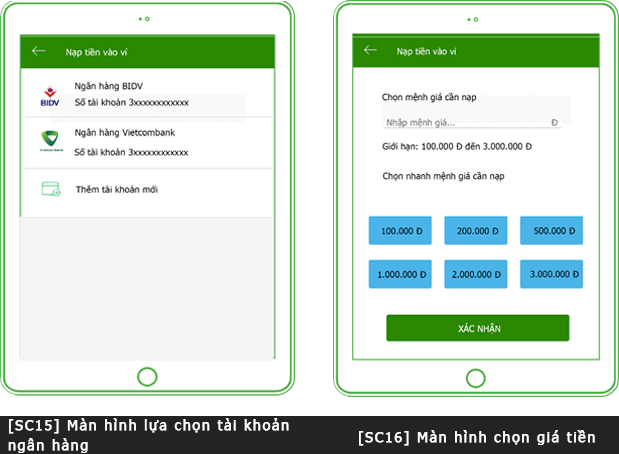 Nạp tiền vào ví
Ngân hàng BIDV
BIDV
Số tài khoản 3xxxxxxxxxxxx
Ngân hàng Vietcombank
Vietcombank
Số tài khoản 3xxxxxxxxxxxx
Thêm tài khoản mới
[SC15] Màn hình lựa chọn tài khoản
ngân hàng
Nạp tiền vào ví
Chọn mệnh giá cần nạp
Nhập mệnh giá... Đ
Giới hạn: 100.000 Đ đến 3.000.000 Đ
Chọn nhanh mệnh giá cần nạp
100.000 Đ 200.000 Đ 500.000 Đ
1.000.000 Đ 2.000.000 Đ 3.000.000 Đ
XÁC NHẬN
[SC16] Màn hình chọn giá tiền